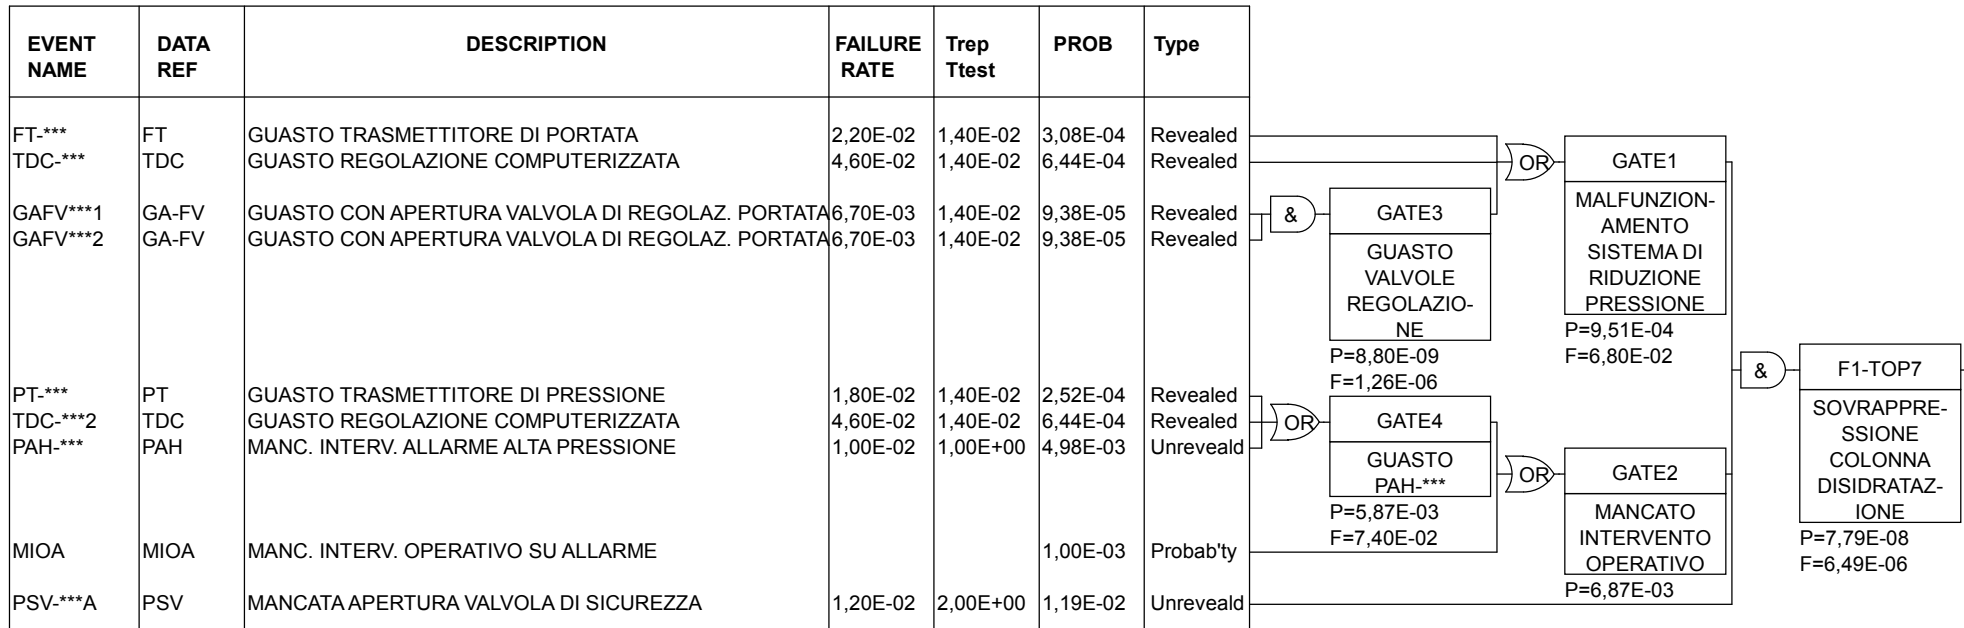 EVENT NAME DATA REF DESCRIPTION FAILURE RATE Trep Ttest PROB Type
FT-*** FT GUASTO TRASMETTITORE DI PORTATA 2,20E-02 1,40E-02 3,08E-04 Revealed
TDC-*** TDC GUASTO REGOLAZIONE COMPUTERIZZATA 4,60E-02 1,40E-02 6,44E-04 Revealed
GAFV***1 GA-FV GUASTO CON APERTURA VALVOLA DI REGOLAZ. PORTATA 6,70E-03 1,40E-02 9,38E-05 Revealed
GAFV***2 GA-FV GUASTO CON APERTURA VALVOLA DI REGOLAZ. PORTATA 6,70E-03 1,40E-02 9,38E-05 Revealed
PT-*** PT GUASTO TRASMETTITORE DI PRESSIONE 1,80E-02 1,40E-02 2,52E-04 Revealed
TDC-***2 TDC GUASTO REGOLAZIONE COMPUTERIZZATA 4,60E-02 1,40E-02 6,44E-04 Revealed
PAH-*** PAH MANC. INTERV. ALLARME ALTA PRESSIONE 1,00E-02 1,00E+00 4,98E-03 Unreveald
MIOA MIOA MANC. INTERV. OPERATIVO SU ALLARME 1,00E-03 Probab'ty
PSV-***A PSV MANCATA APERTURA VALVOLA DI SICUREZZA 1,20E-02 2,00E+00 1,19E-02 Unreveald
&
GATE3
GUASTO
VALVOLE
REGOLAZIO-
NE
P=8,80E-09
F=1,26E-06
OR
GATE4
GUASTO
PAH-***
P=5,87E-03
F=7,40E-02
OR
GATE1
MALFUNZION-
AMENTO
SISTEMA DI
RIDUZIONE
PRESSIONE
P=9,51E-04
F=6,80E-02
OR
GATE2
MANCATO
INTERVENTO
OPERATIVO
P=6,87E-03
&
F1-TOP7
SOVRAPPRE-
SSIONE
COLONNA
DISIDRATAZ-
IONE
P=7,79E-08
F=6,49E-06